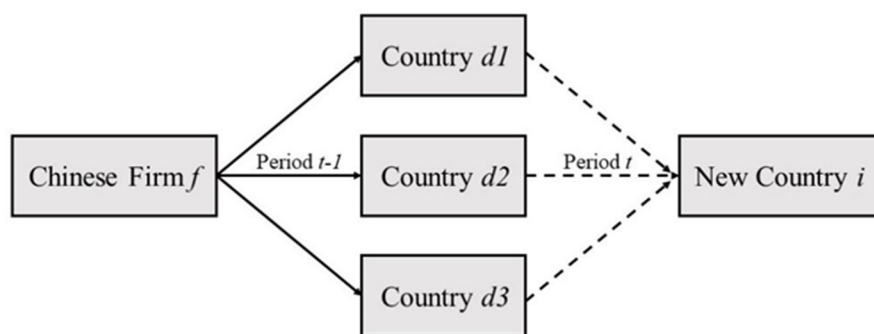 Country d1
Chinese Firm f
Period t-1
Country d2
Period t
New Country i
Country d3